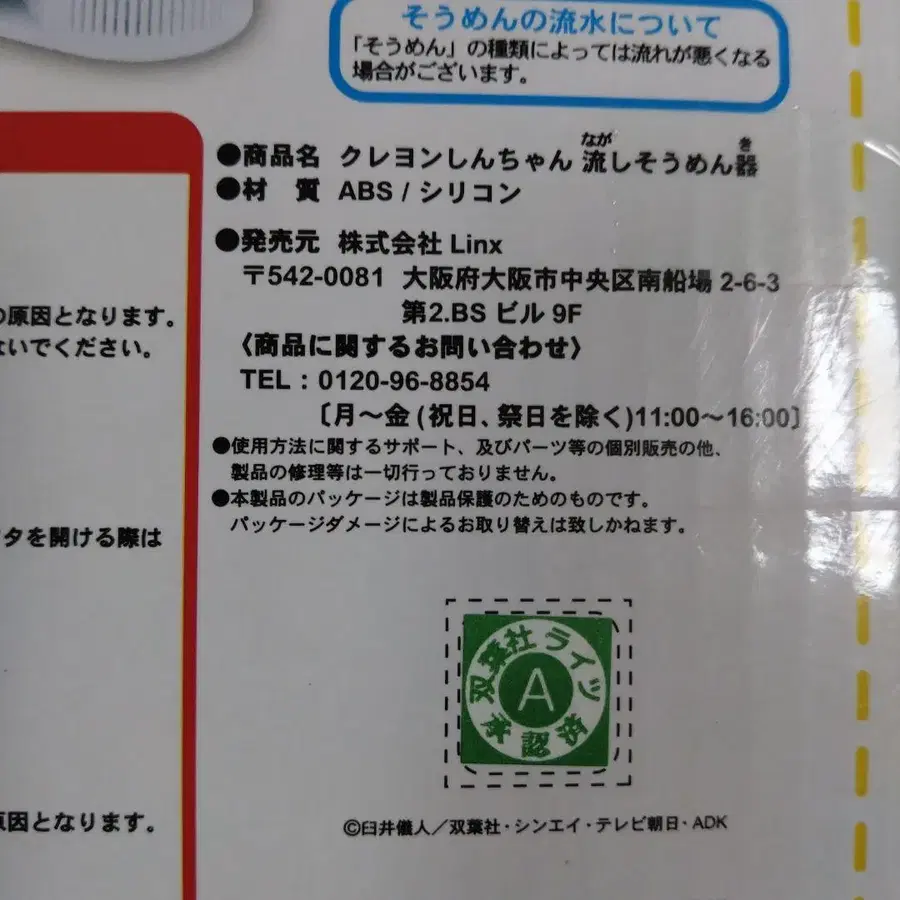 そうめんの流水について
「そうめん」の種類によっては流れが悪くなる
場合がございます。
●商品名 クレヨンしんちゃん 流しそうめん器
なが
き
●材 質 ABS / シリコン
●発売元 株式会社 Linx
〒542-0081 大阪府大阪市中央区南船場 2-6-3
第2.BS ビル 9F
〈商品に関するお問い合わせ〉
TEL : 0120-96-8854
〔月〜金 (祝日、祭日を除く)11:00〜16:00〕
●使用方法に関するサポート、及びパーツ等の個別販売の他、
製品の修理等は一切行っておりません。
●本製品のパッケージは製品保護のためのものです。
パッケージダメージによるお取り替えは致しかねます。
の原因となります。
ないでください。
タを開ける際は
原因となります。
双葉社ライツ
A
承認済
©臼井儀人／双葉社・シンエイ・テレビ朝日・ADK